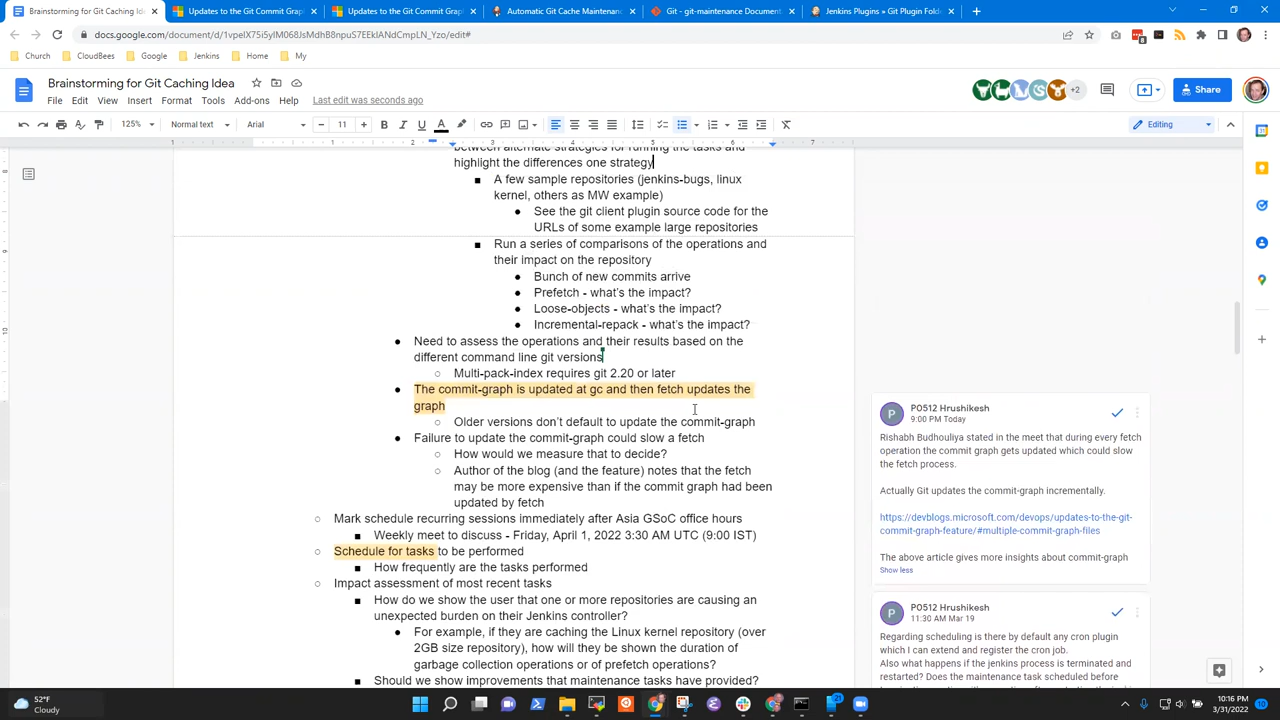 Brainstorming for Git Caching Idea
Updates to the Git Commit Grap
Updates to the Git Commit Grap
Automatic Git Cache Maintenanc
Git - git-maintenance Document
Jenkins Plugins » Git Plugin Fold
docs.google.com/document/d/
Church
CloudBees
Google
Jenkins
Home
My
Brainstorming for Git Caching Idea
File Edit View Insert Format Tools Add-ons Help Last edit was seconds ago
+2
Share
125%
Normal text
Arial
11
Editing
between alternate strategies for running the tasks and
highlight the differences one strategy
■ A few sample repositories (jenkins-bugs, linux
kernel, others as MW example)
● See the git client plugin source code for the
URLs of some example large repositories
■ Run a series of comparisons of the operations and
their impact on the repository
● Bunch of new commits arrive
● Prefetch - what's the impact?
● Loose-objects - what's the impact?
● Incremental-repack - what's the impact?
● Need to assess the operations and their results based on the
different command line git versions
○ Multi-pack-index requires git 2.20 or later
● The commit-graph is updated at gc and then fetch updates the
graph
○ Older versions don't default to update the commit-graph
● Failure to update the commit-graph could slow a fetch
○ How would we measure that to decide?
○ Author of the blog (and the feature) notes that the fetch
may be more expensive than if the commit graph had been
updated by fetch
○ Mark schedule recurring sessions immediately after Asia GSoC office hours
■ Weekly meet to discuss - Friday, April 1, 2022 3:30 AM UTC (9:00 IST)
○ Schedule for tasks to be performed
■ How frequently are the tasks performed
○ Impact assessment of most recent tasks
■ How do we show the user that one or more repositories are causing an
unexpected burden on their Jenkins controller?
● For example, if they are caching the Linux kernel repository (over
2GB size repository), how will they be shown the duration of
garbage collection operations or of prefetch operations?
■ Should we show improvements that maintenance tasks have provided?
P0512 Hrushikesh
9:00 PM Today
Rishabh Budhouliya stated in the meet that during every fetch
operation the commit graph gets updated which could slow
the fetch process.
Actually Git updates the commit-graph incrementally.
https://devblogs.microsoft.com/devops/updates-to-the-git-
commit-graph-feature/#multiple-commit-graph-files
The above article gives more insights about commit-graph
Show less
P0512 Hrushikesh
11:30 AM Mar 19
Regarding scheduling is there by default any cron plugin
which I can extend and register the cron job.
Also what happens if the jenkins process is terminated and
restarted? Does the maintenance task scheduled before
52°F
Cloudy
10:16 PM
3/31/2022